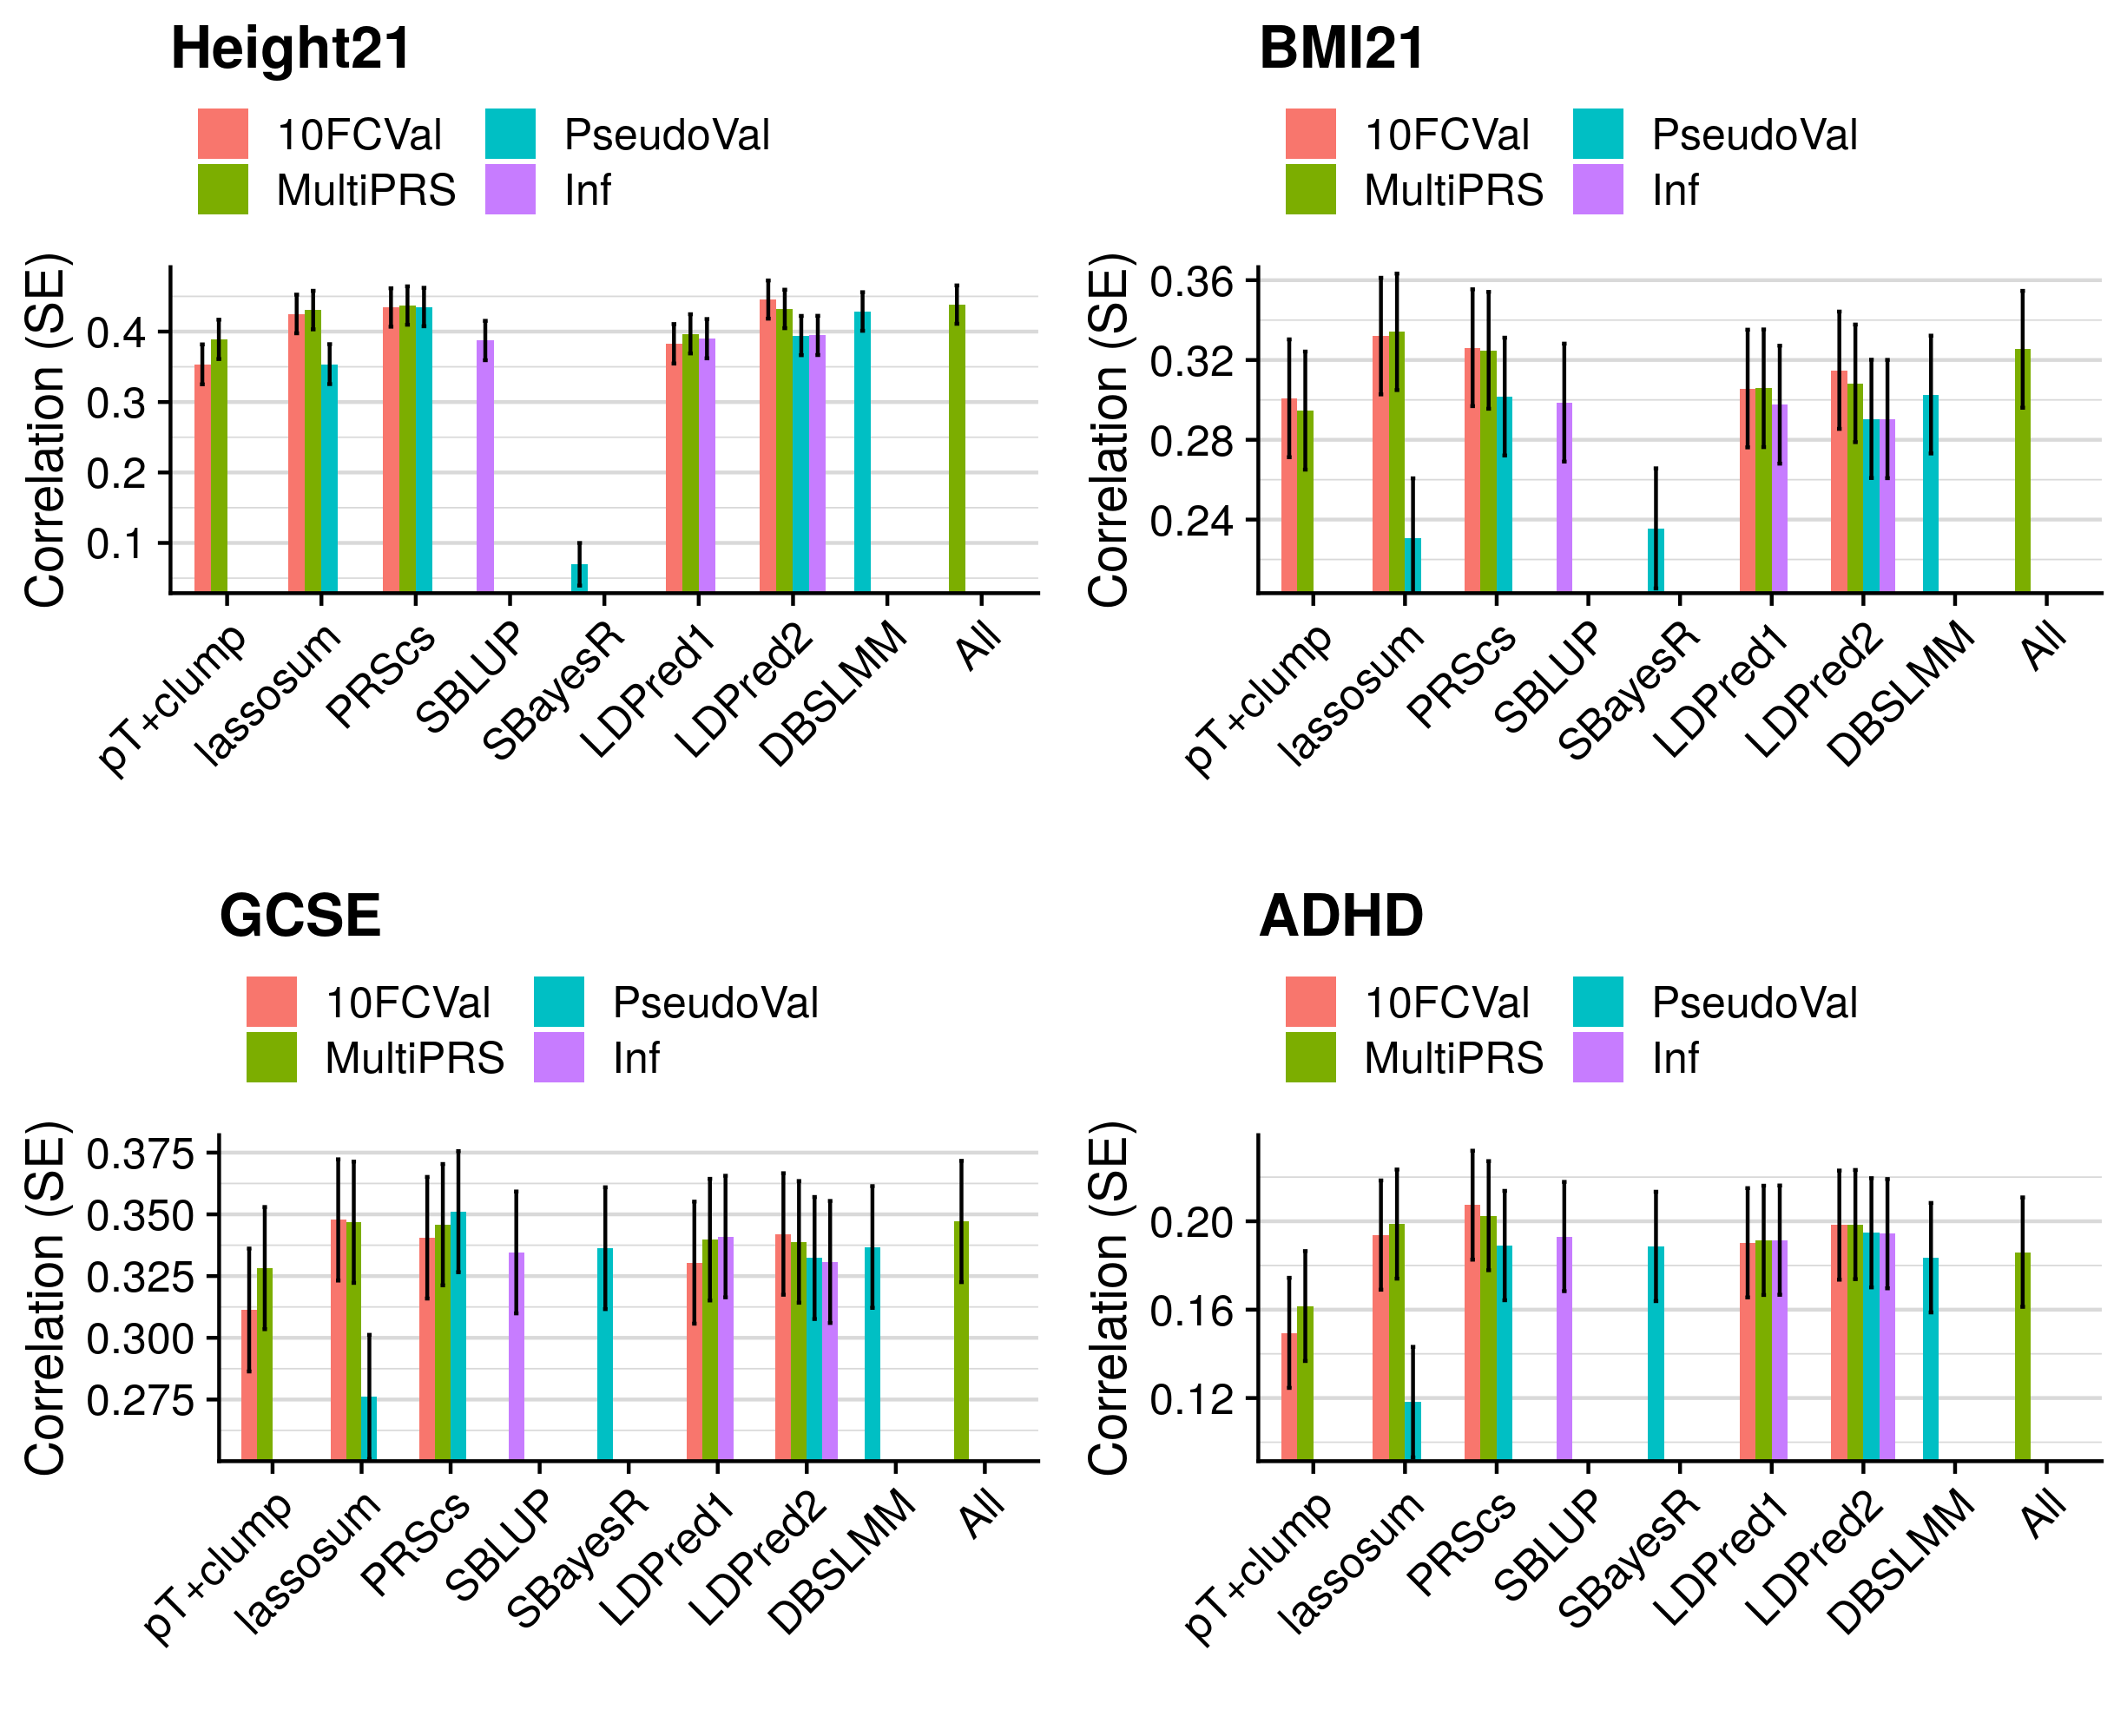 Height21
10FCVal PseudoVal
MultiPRS Inf
Correlation (SE)
0.4
0.3
0.2
0.1
pT+clump lassosum PRScs SBLUP SBayesR LDPred1 LDPred2 DBSLMM All
BMI21
10FCVal PseudoVal
MultiPRS Inf
Correlation (SE)
0.36
0.32
0.28
0.24
pT+clump lassosum PRScs SBLUP SBayesR LDPred1 LDPred2 DBSLMM All
GCSE
10FCVal PseudoVal
MultiPRS Inf
Correlation (SE)
0.375
0.350
0.325
0.300
0.275
pT+clump lassosum PRScs SBLUP SBayesR LDPred1 LDPred2 DBSLMM All
ADHD
10FCVal PseudoVal
MultiPRS Inf
Correlation (SE)
0.20
0.16
0.12
pT+clump lassosum PRScs SBLUP SBayesR LDPred1 LDPred2 DBSLMM All